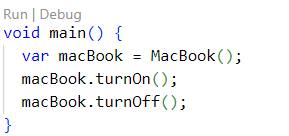 Run | Debug
void main() {
  var macBook = MacBook();
  macBook.turnOn();
  macBook.turnOff();
}